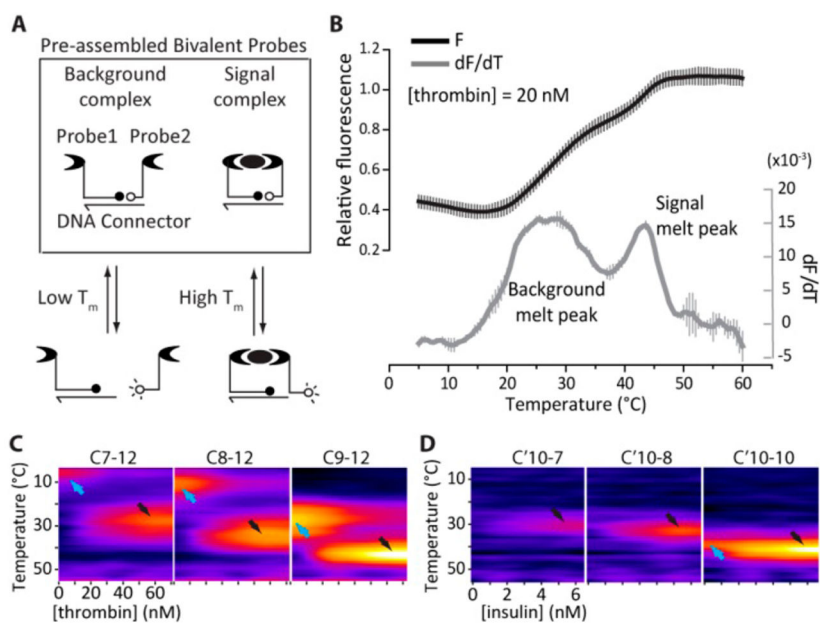 A
Pre-assembled Bivalent Probes
Background complex
Signal complex
Probe1 Probe2
DNA Connector
Low Tm
High Tm
B
F
dF/dT
[thrombin] = 20 nM
Relative fluorescence
1.2
1.0
0.8
0.6
0.4
0.2
(x10-3)
20
15
10
5
0
-5
dF/dT
Signal melt peak
Background melt peak
0 10 20 30 40 50 60
Temperature (°C)
C
C7-12 C8-12 C9-12
Temperature (°C)
10
30
50
0 20 40 60
[thrombin] (nM)
D
C'10-7 C'10-8 C'10-10
Temperature (°C)
10
30
50
0 2 4 6
[insulin] (nM)